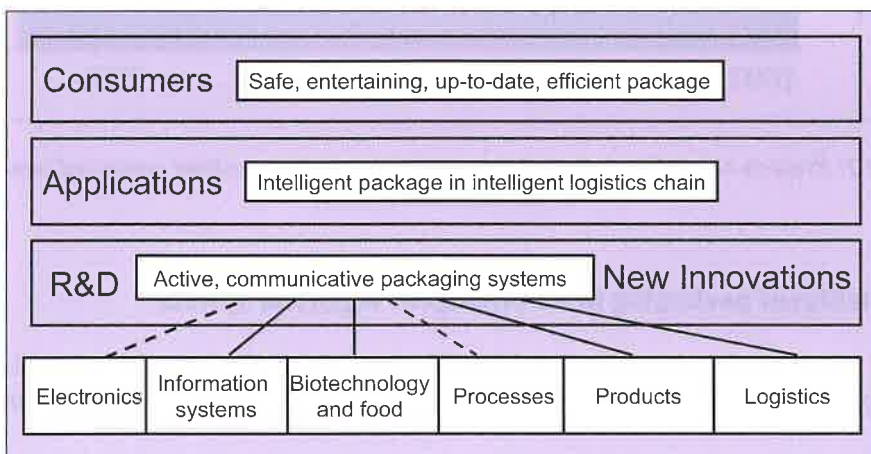 Consumers
Safe, entertaining, up-to-date, efficient package
Applications
Intelligent package in intelligent logistics chain
R&D
Active, communicative packaging systems
New Innovations
Electronics
Information
systems
Biotechnology
and food
Processes
Products
Logistics